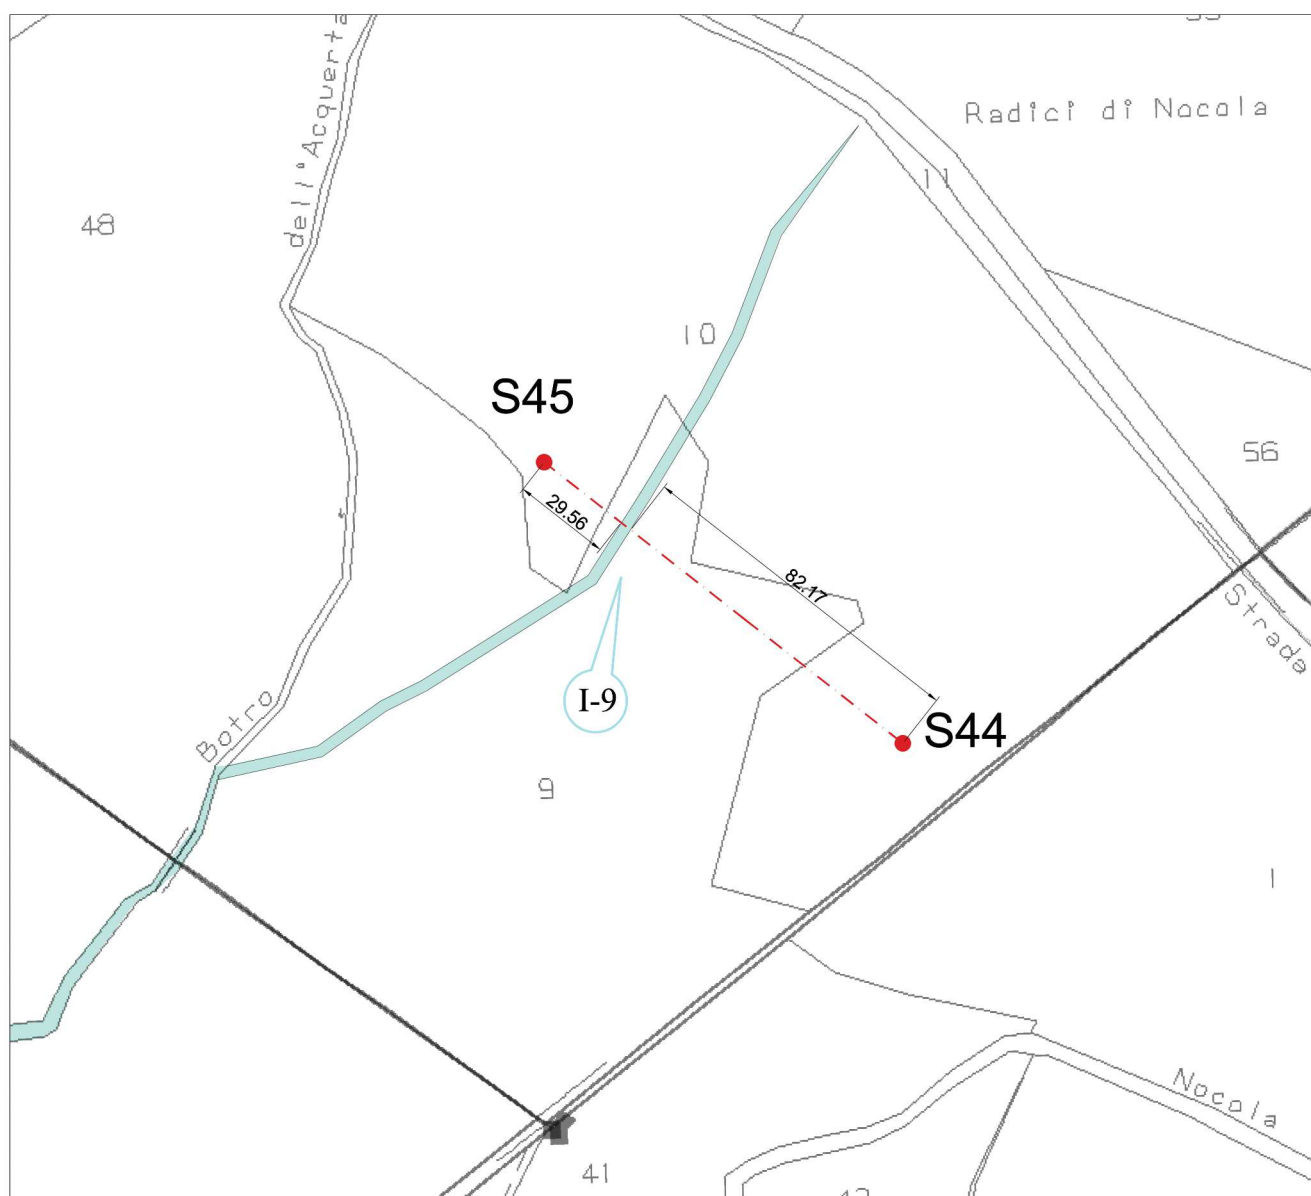 dell'Acquerta
Radici di Nocola
11
48
10
S45
56
29.56
82.17
Strada
I-9
Botro
S44
9
1
Nocola
41